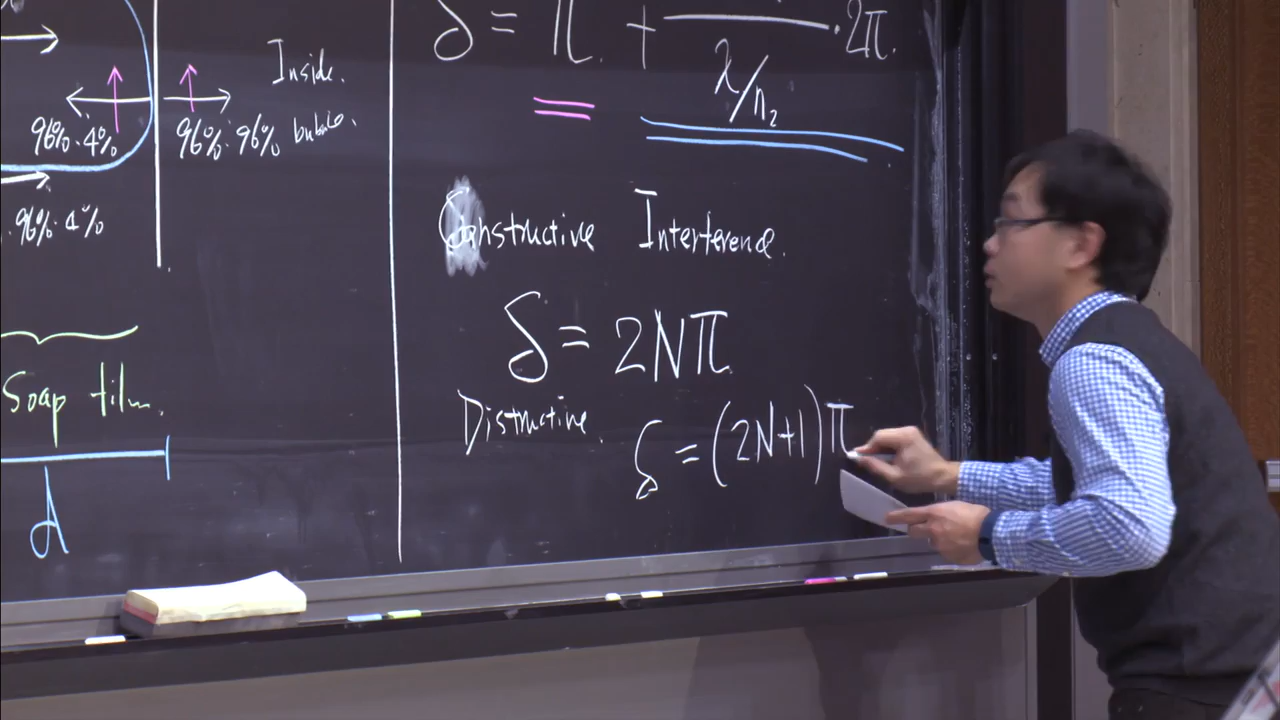 Inside.
96%·4%
96%·96% bubble.
96%·4%
Soap film.
d
δ = π + ·2π.
λ/n₂
Constructive Interference.
δ = 2Nπ
Distructive.
δ = (2N+1)π